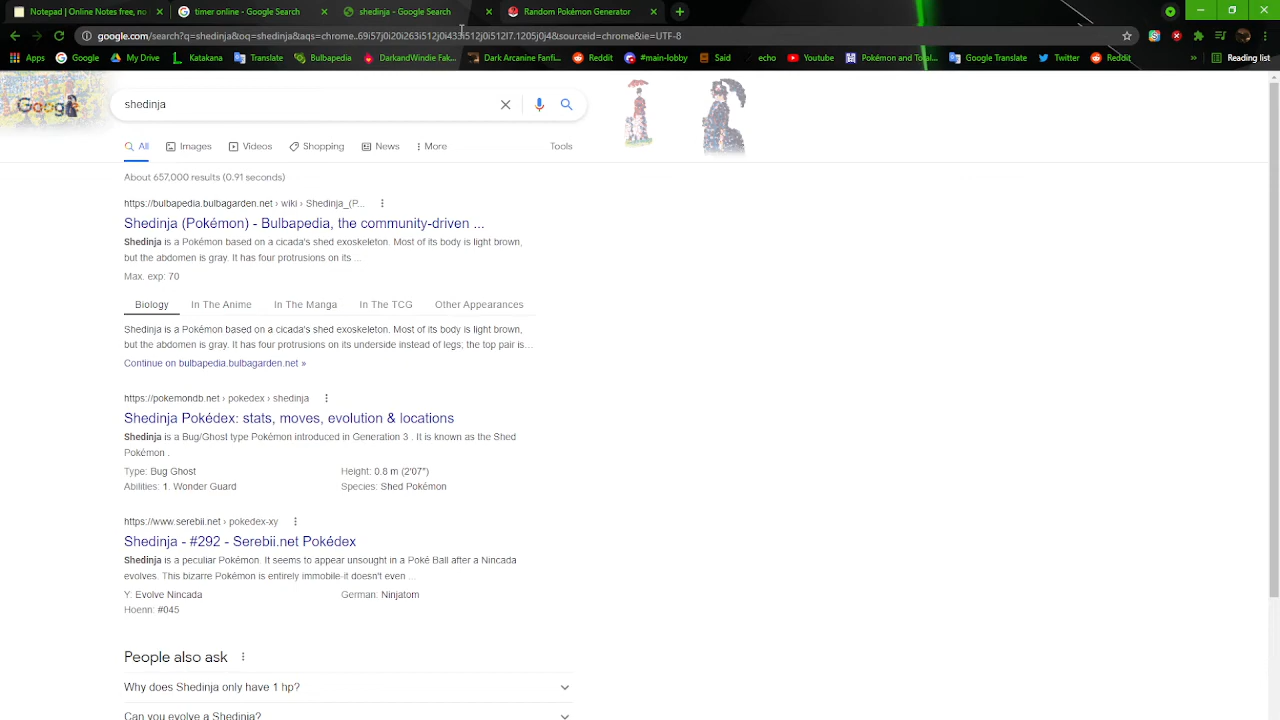 Notepad | Online Notes free, no
timer online - Google Search
shedinja - Google Search
Random Pokémon Generator
google.com/search?q=shedinja&oq=shedinja&aqs=chrome..69i57j0i20i263i512j0i433i512j0i512l7.1205j0j4&sourceid=chrome&ie=UTF-8
Apps Google My Drive Katakana Translate Bulbapedia DarkandWindie Fak... Dark Arcanine Fanfi... Reddit #main-lobby Said echo Youtube Pokémon and Total... Google Translate Twitter Reddit » Reading list
shedinja
All Images Videos Shopping News More Tools
About 657,000 results (0.91 seconds)
https://bulbapedia.bulbagarden.net › wiki › Shedinja_(P...
Shedinja (Pokémon) - Bulbapedia, the community-driven ...
Shedinja is a Pokémon based on a cicada's shed exoskeleton. Most of its body is light brown,
but the abdomen is gray. It has four protrusions on its ...
Max. exp: 70
Biology In The Anime In The Manga In The TCG Other Appearances
Shedinja is a Pokémon based on a cicada's shed exoskeleton. Most of its body is light brown,
but the abdomen is gray. It has four protrusions on its underside instead of legs; the top pair is...
Continue on bulbapedia.bulbagarden.net »
https://pokemondb.net › pokedex › shedinja
Shedinja Pokédex: stats, moves, evolution & locations
Shedinja is a Bug/Ghost type Pokémon introduced in Generation 3 . It is known as the Shed
Pokémon .
Type: Bug Ghost Height: 0.8 m (2'07")
Abilities: 1. Wonder Guard Species: Shed Pokémon
https://www.serebii.net › pokedex-xy
Shedinja - #292 - Serebii.net Pokédex
Shedinja is a peculiar Pokémon. It seems to appear unsought in a Poké Ball after a Nincada
evolves. This bizarre Pokémon is entirely immobile-it doesn't even ...
Y: Evolve Nincada German: Ninjatom
Hoenn: #045
People also ask
Why does Shedinja only have 1 hp?
Can you evolve a Shedinja?